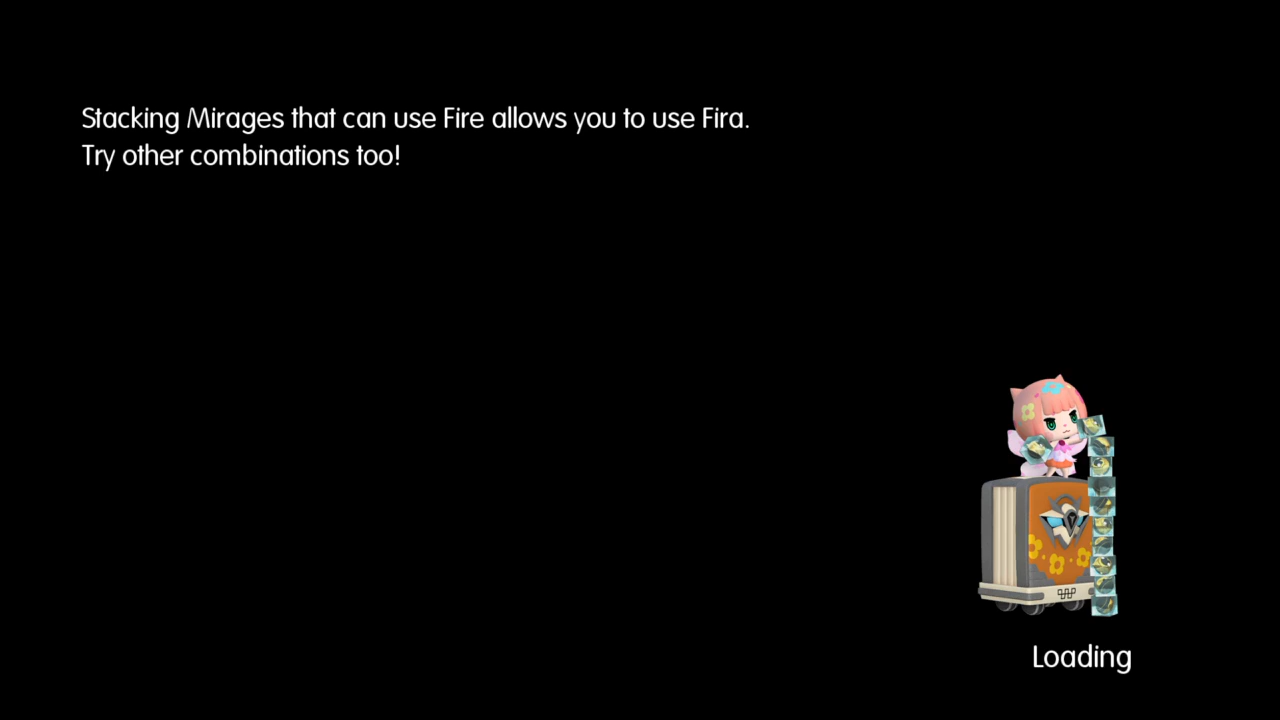 Stacking Mirages that can use Fire allows you to use Fira.
Try other combinations too!
Loading